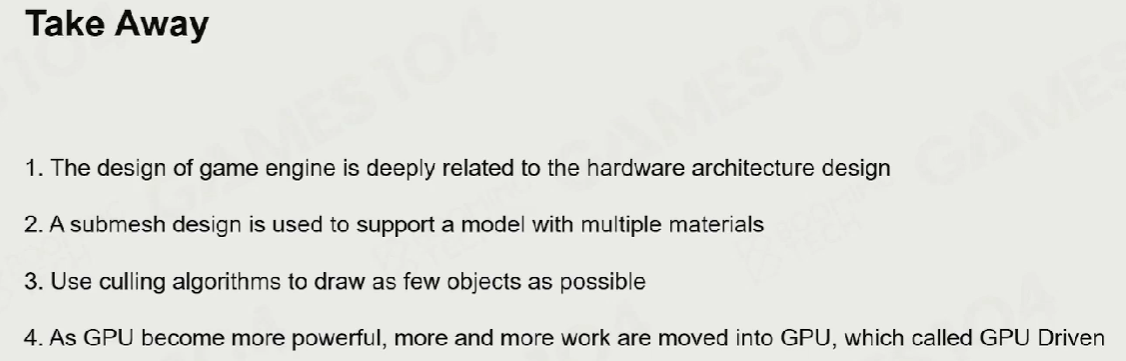 Take Away
1. The design of game engine is deeply related to the hardware architecture design
2. A submesh design is used to support a model with multiple materials
3. Use culling algorithms to draw as few objects as possible
4. As GPU become more powerful, more and more work are moved into GPU, which called GPU Driven
GAMES104